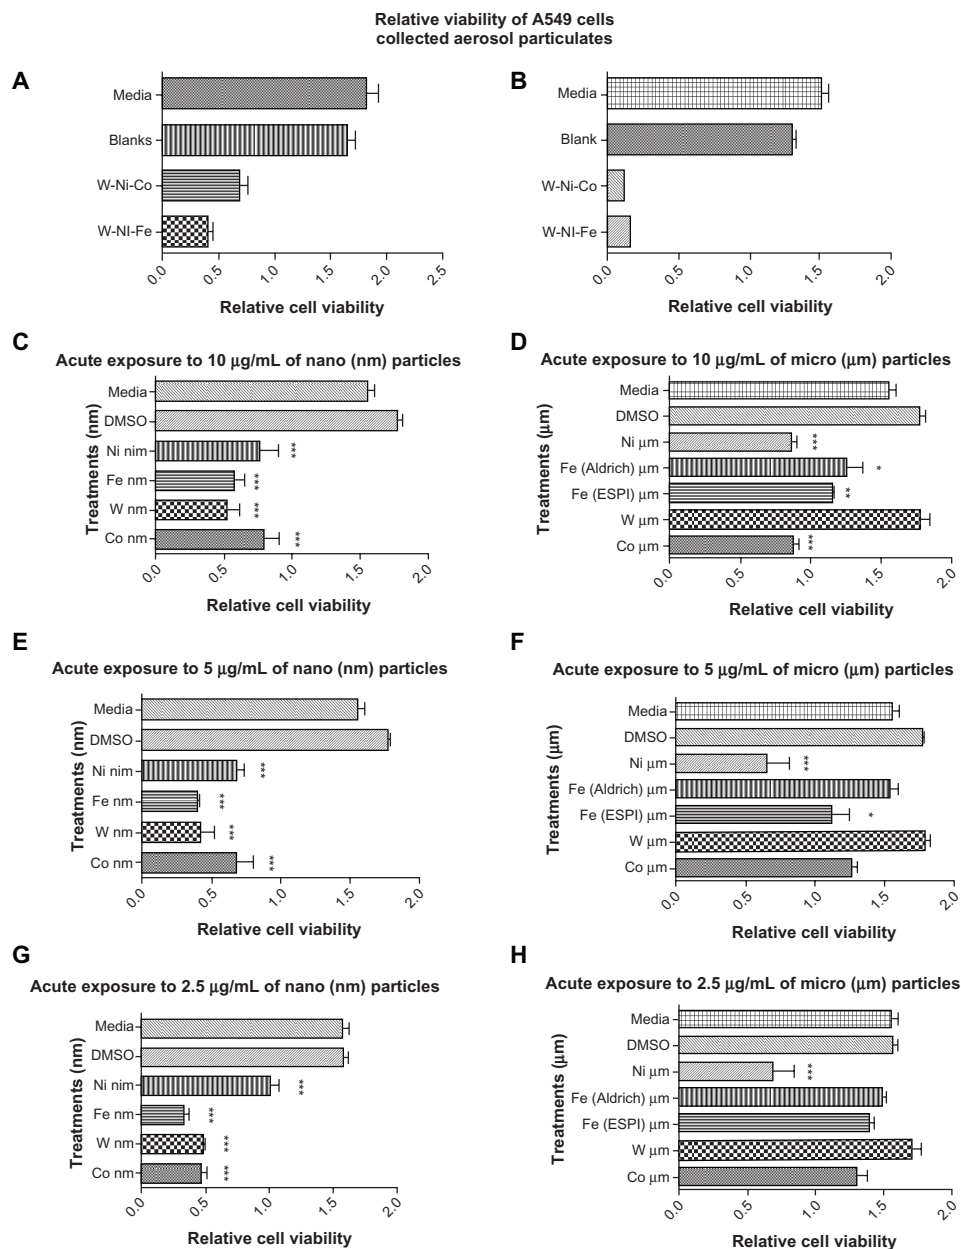 Relative viability of A549 cells
collected aerosol particulates
A
Media
Blanks
W-Ni-Co
W-NI-Fe
0.0 0.5 1.0 1.5 2.0 2.5
Relative cell viability
B
Media
Blank
W-Ni-Co
W-NI-Fe
0.0 0.5 1.0 1.5 2.0
Relative cell viability
C
Acute exposure to 10 μg/mL of nano (nm) particles
Treatments (nm)
Media
DMSO
Ni nim ***
Fe nm ***
W nm ***
Co nm ***
0.0 0.5 1.0 1.5 2.0
Relative cell viability
D
Acute exposure to 10 μg/mL of micro (μm) particles
Treatments (μm)
Media
DMSO
Ni μm ***
Fe (Aldrich) μm *
Fe (ESPI) μm **
W μm
Co μm ***
0.0 0.5 1.0 1.5 2.0
Relative cell viability
E
Acute exposure to 5 μg/mL of nano (nm) particles
Treatments (nm)
Media
DMSO
Ni nim ***
Fe nm ***
W nm ***
Co nm ***
0.0 0.5 1.0 1.5 2.0
Relative cell viability
F
Acute exposure to 5 μg/mL of micro (μm) particles
Treatments (μm)
Media
DMSO
Ni μm ***
Fe (Aldrich) μm
Fe (ESPI) μm *
W μm
Co μm
0.0 0.5 1.0 1.5 2.0
Relative cell viability
G
Acute exposure to 2.5 μg/mL of nano (nm) particles
Treatments (nm)
Media
DMSO
Ni nim ***
Fe nm ***
W nm ***
Co nm ***
0.0 0.5 1.0 1.5 2.0
Relative cell viability
H
Acute exposure to 2.5 μg/mL of micro (μm) particles
Treatments (μm)
Media
DMSO
Ni μm ***
Fe (Aldrich) μm
Fe (ESPI) μm
W μm
Co μm
0.0 0.5 1.0 1.5 2.0
Relative cell viability